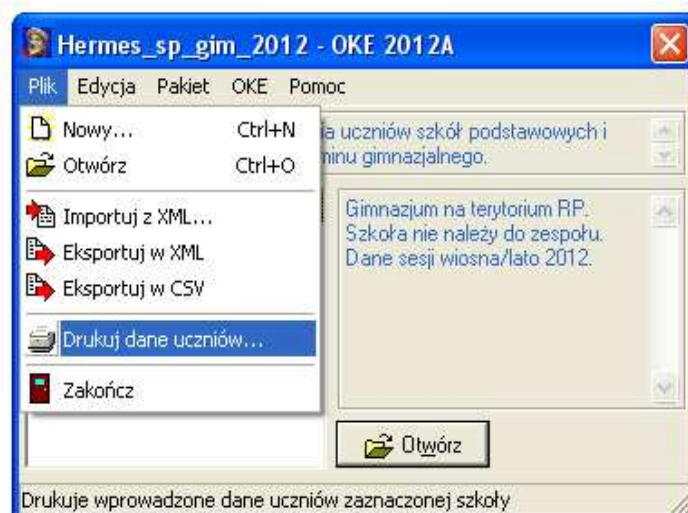 Hermes_sp_gim_2012 - OKE 2012A
Plik Edycja Pakiet OKE Pomoc
Nowy... Ctrl+N
Otwórz Ctrl+O
Importuj z XML...
Eksportuj w XML
Eksportuj w CSV
Drukuj dane uczniów...
Zakończ
uczniów szkół podstawowych i
gimnazjalnego.
Gimnazjum na terytorium RP.
Szkoła nie należy do zespołu.
Dane sesji wiosna/lato 2012.
Otwórz
Drukuje wprowadzone dane uczniów zaznaczonej szkoły